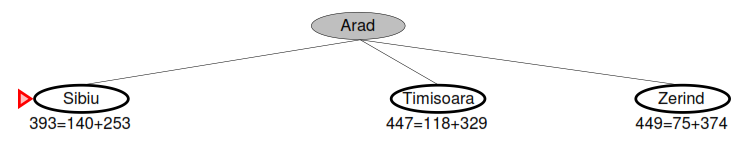 Arad
Sibiu Timisoara Zerind
393=140+253 447=118+329 449=75+374